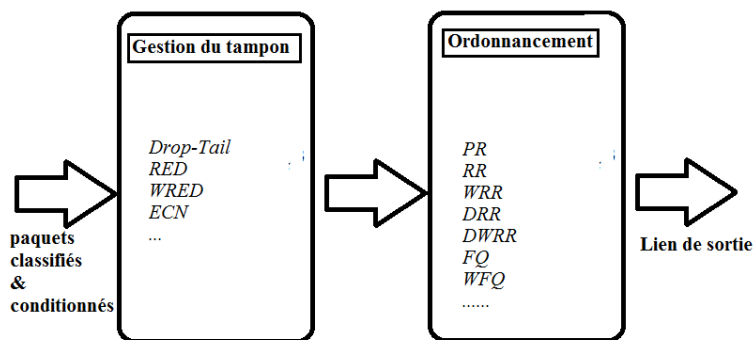 Gestion du tampon
Drop-Tail
RED
WRED
ECN
...
Ordonnancement
PR
RR
WRR
DRR
DWRR
FQ
WFQ
......
paquets
classifiés
&
conditionnés
Lien de sortie